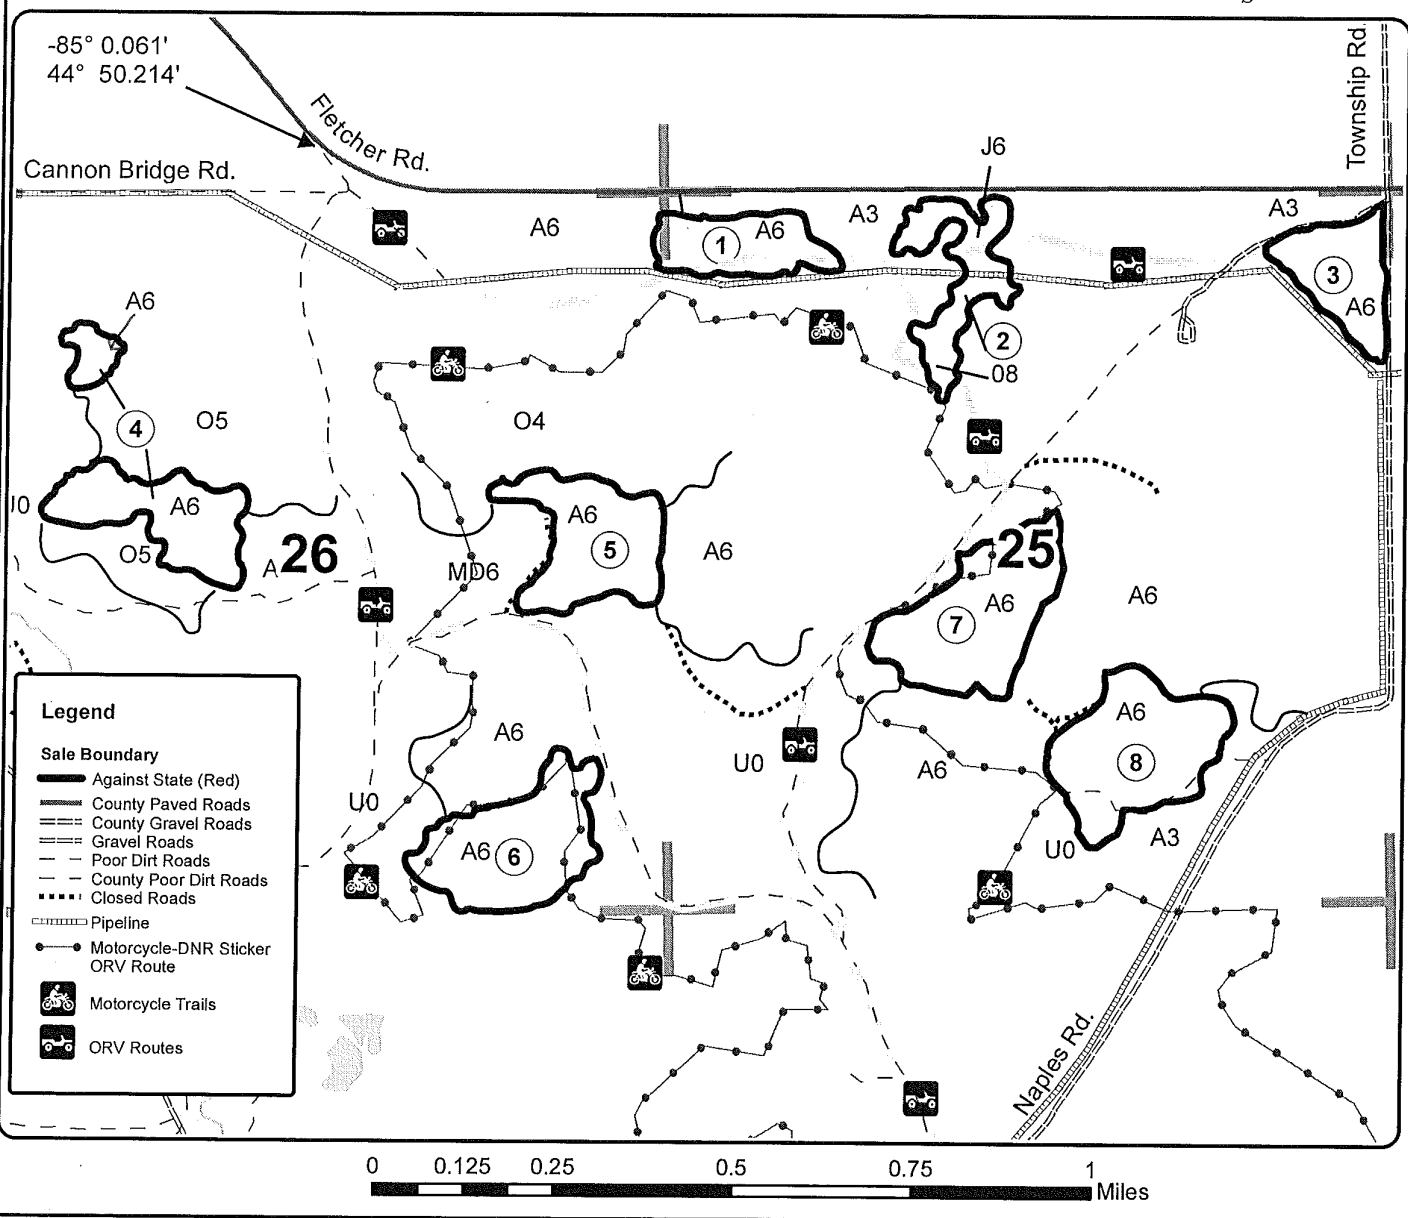 -85° 0.061'
44° 50.214'
Fletcher Rd.
Township Rd.
Cannon Bridge Rd.
J6
A6
1
A6
A3
A3
3
A6
A6
2
08
4
O5
O4
A6
J0
O5
A
26
MD6
A6
5
A6
25
A6
7
A6
A6
U0
U0
A6
6
A6
A6
8
U0
A3
Naples Rd.
Legend
Sale Boundary
Against State (Red)
County Paved Roads
County Gravel Roads
Gravel Roads
Poor Dirt Roads
County Poor Dirt Roads
Closed Roads
Pipeline
Motorcycle-DNR Sticker
ORV Route
Motorcycle Trails
ORV Routes
0 0.125 0.25 0.5 0.75 1
Miles